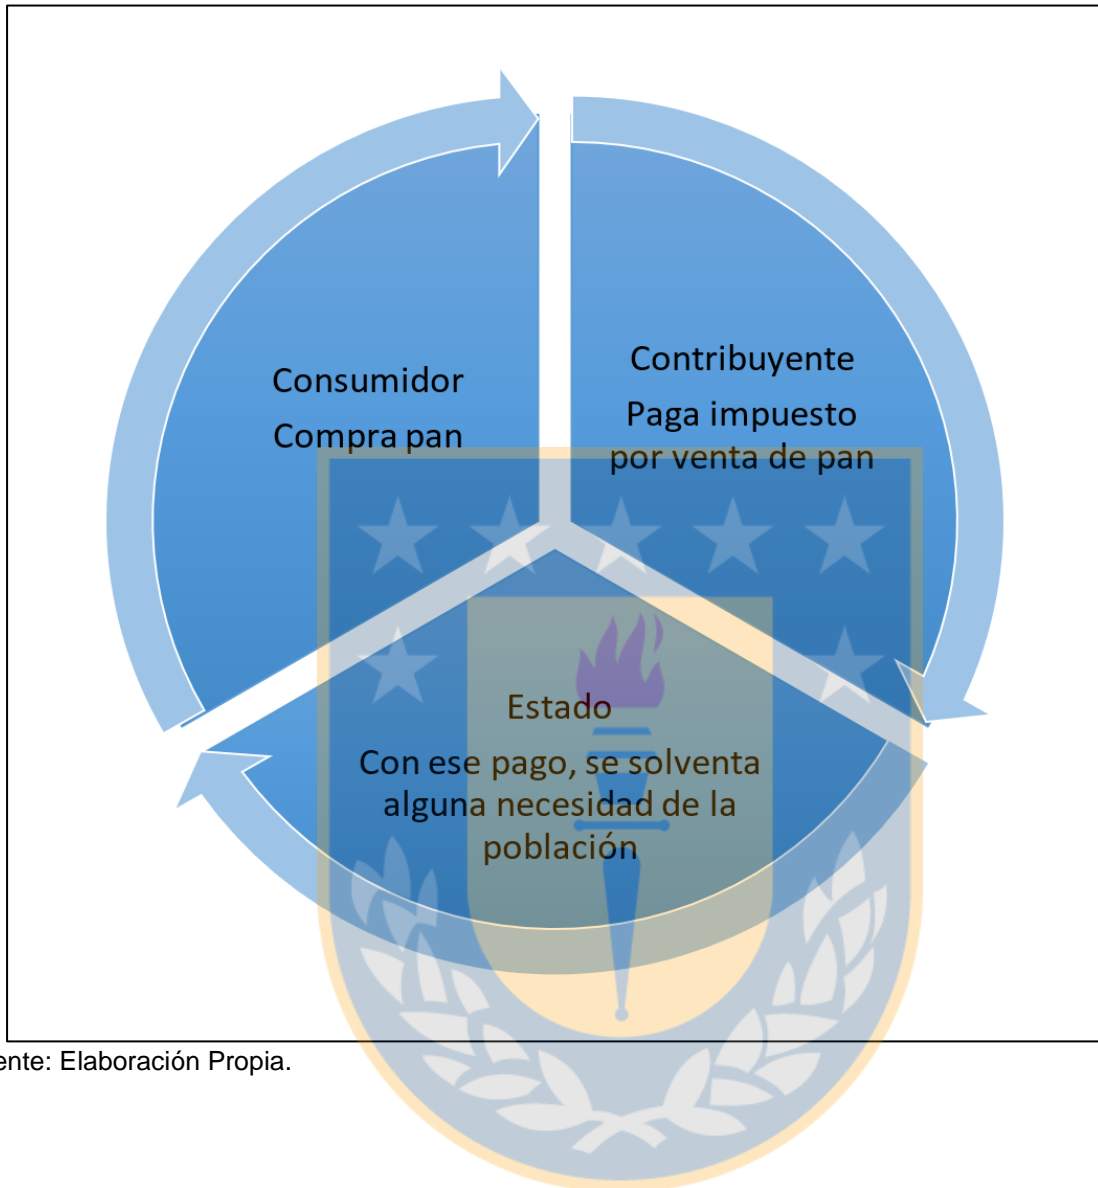 Consumidor
Compra pan
Contribuyente
Paga impuesto
por venta de pan
Estado
Con ese pago, se solventa
alguna necesidad de la
población
ente: Elaboración Propia.